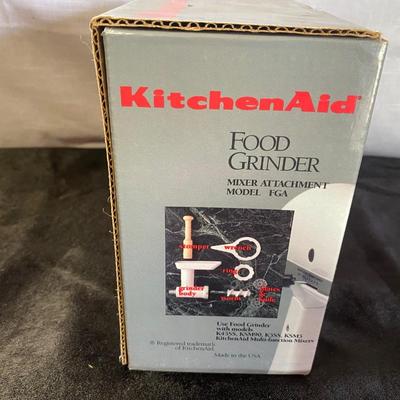 KitchenAid®
FOOD
GRINDER
MIXER ATTACHMENT
MODEL FGA
stomper wrench
ring
grinder body
worm
plates & knife
Use Food Grinder
with models
K45SS, KSM90, K5SS, KSM5
KitchenAid Multi-function Mixers
® Registered trademark
of KitchenAid.
Made in the USA